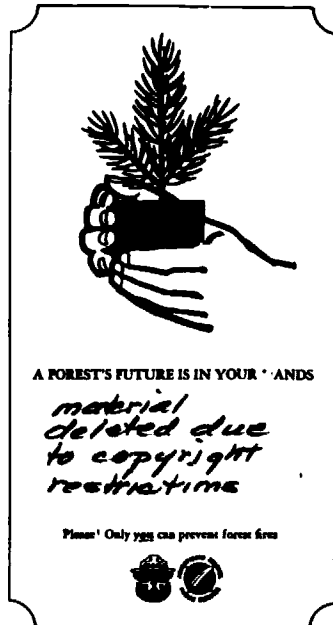 A FOREST'S FUTURE IS IN YOUR ANDS
material
deleted due
to copyright
restrictions
Please! Only you can prevent forest fires